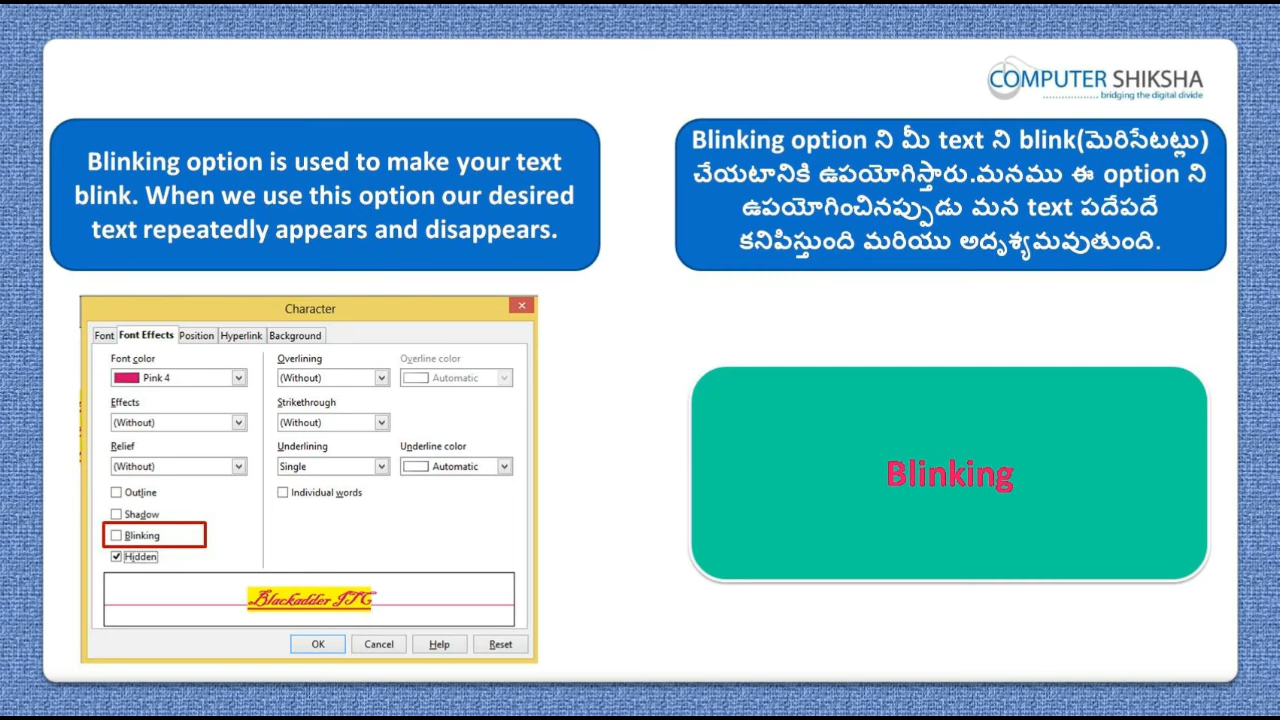 COMPUTER SHIKSHA
bridging the digital divide
Blinking option is used to make your text
blink. When we use this option our desired
text repeatedly appears and disappears.
Blinking option ని మీ text ని blink(మెరిసేటట్లు)
చేయటానికి ఉపయోగిస్తారు.మనము ఈ option ని
ఉపయోగించినప్పుడు మన text పదేపదే
కనిపిస్తుంది మరియు అదృశ్యమవుతుంది.
Character
Font Font Effects Position Hyperlink Background
Font color Overlining Overline color
Pink 4 (Without) Automatic
Effects Strikethrough
(Without) (Without)
Relief Underlining Underline color
(Without) Single Automatic
Outline Individual words
Shadow
Blinking
Hidden
Blackadder ITC
OK Cancel Help Reset
Blinking